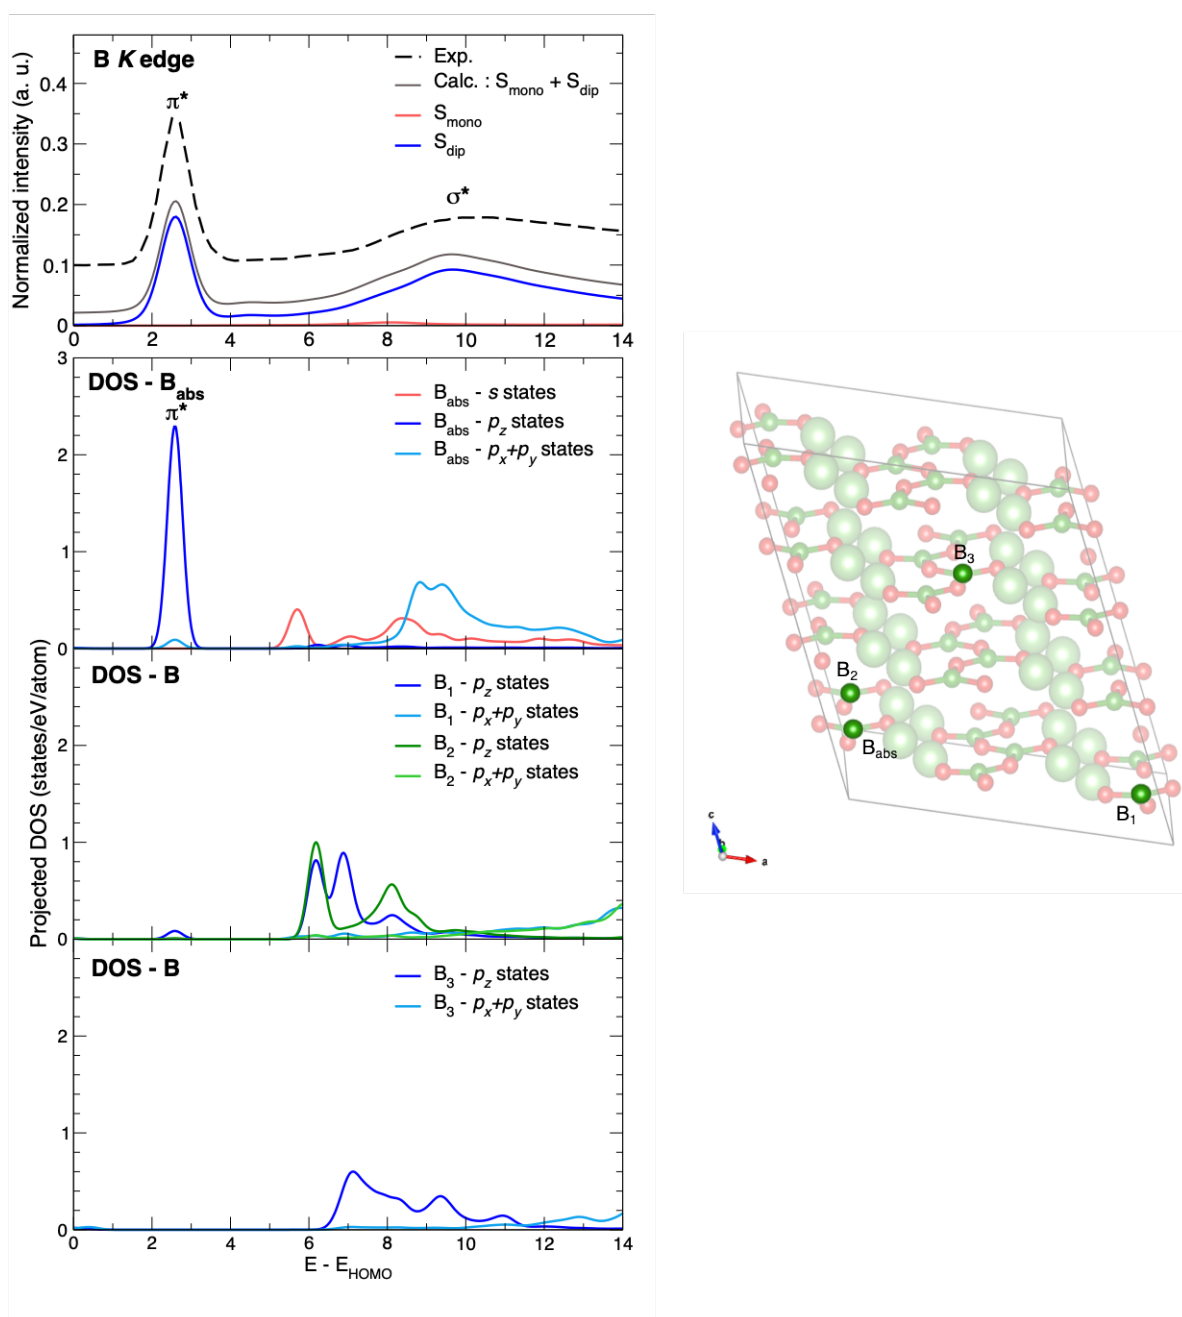 B K edge
Exp.
Calc. : S_mono + S_dip
S_mono
S_dip
π*
σ*
Normalized intensity (a. u.)
0.4
0.3
0.2
0.1
0
0 2 4 6 8 10 12 14
3
DOS - B_abs
π*
B_abs - s states
B_abs - p_z states
B_abs - p_x+p_y states
2
1
0
DOS - B
B_1 - p_z states
B_1 - p_x+p_y states
B_2 - p_z states
B_2 - p_x+p_y states
2
1
0
Projected DOS (states/eV/atom)
DOS - B
B_3 - p_z states
B_3 - p_x+p_y states
2
1
0
0 2 4 6 8 10 12 14
E - E_HOMO
B_3
B_2
B_abs
B_1
c
a